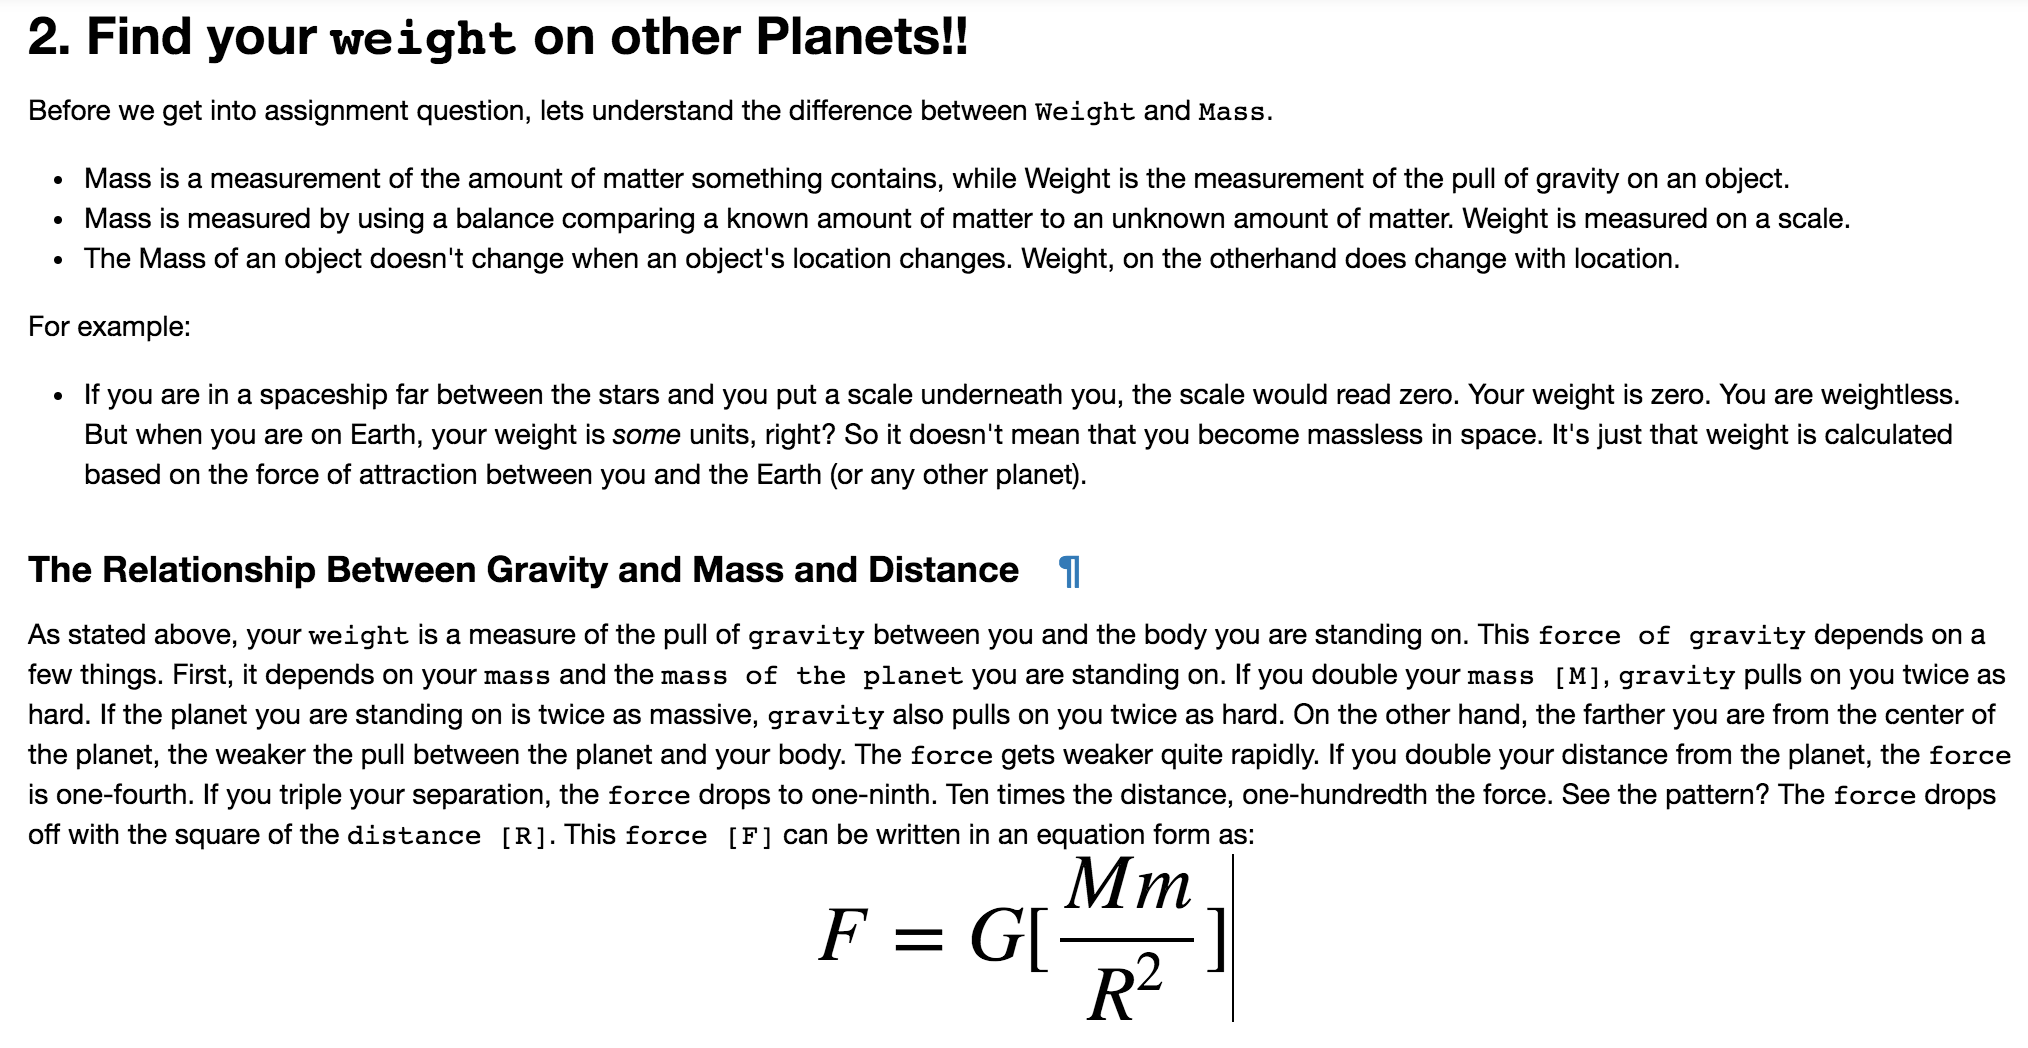 2. Find your weight on other Planets!!
Before we get into assignment question, lets understand the difference between Weight and Mass.
• Mass is a measurement of the amount of matter something contains, while Weight is the measurement of the pull of gravity on an object.
• Mass is measured by using a balance comparing a known amount of matter to an unknown amount of matter. Weight is measured on a scale.
• The Mass of an object doesn't change when an object's location changes. Weight, on the otherhand does change with location.
For example:
• If you are in a spaceship far between the stars and you put a scale underneath you, the scale would read zero. Your weight is zero. You are weightless.
But when you are on Earth, your weight is some units, right? So it doesn't mean that you become massless in space. It's just that weight is calculated
based on the force of attraction between you and the Earth (or any other planet).
The Relationship Between Gravity and Mass and Distance ¶
As stated above, your weight is a measure of the pull of gravity between you and the body you are standing on. This force of gravity depends on a
few things. First, it depends on your mass and the mass of the planet you are standing on. If you double your mass [M], gravity pulls on you twice as
hard. If the planet you are standing on is twice as massive, gravity also pulls on you twice as hard. On the other hand, the farther you are from the center of
the planet, the weaker the pull between the planet and your body. The force gets weaker quite rapidly. If you double your distance from the planet, the force
is one-fourth. If you triple your separation, the force drops to one-ninth. Ten times the distance, one-hundredth the force. See the pattern? The force drops
off with the square of the distance [R]. This force [F] can be written in an equation form as:
F = G[\frac{Mm}{R^2}]